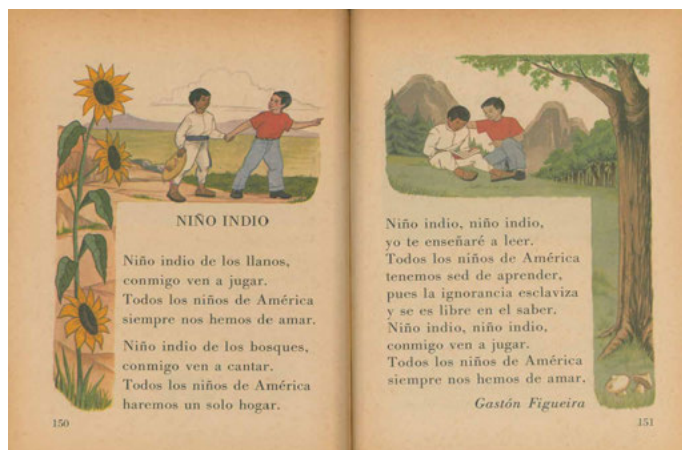 NIÑO INDIO
Niño indio de los llanos,
conmigo ven a jugar.
Todos los niños de América
siempre nos hemos de amar.
Niño indio de los bosques,
conmigo ven a cantar.
Todos los niños de América
haremos un solo hogar.
150
Niño indio, niño indio,
yo te enseñaré a leer.
Todos los niños de América
tenemos sed de aprender,
pues la ignorancia esclaviza
y se es libre en el saber.
Niño indio, niño indio,
conmigo ven a jugar.
Todos los niños de América
siempre nos hemos de amar.
Gastón Figueira
151